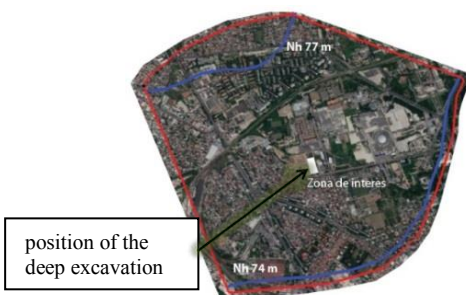 Nh 77 m
Zona de interes
position of the
deep excavation
Nh 74 m